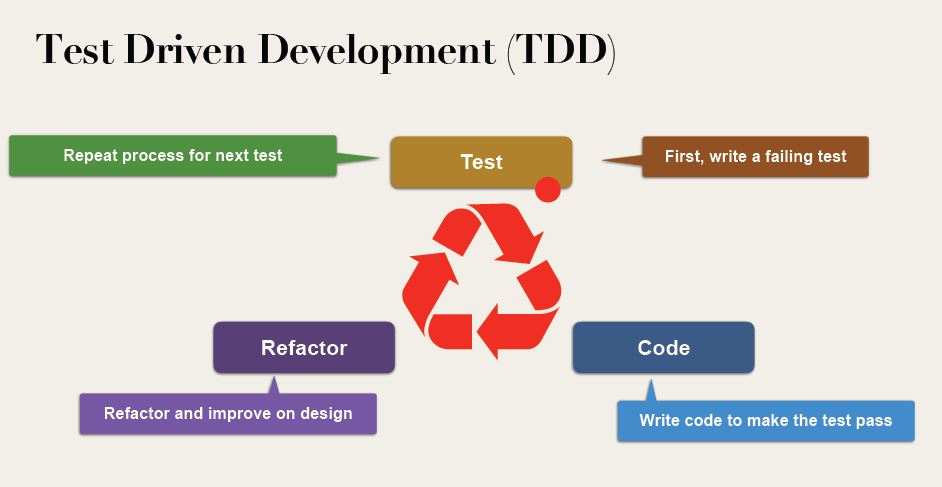 Test Driven Development (TDD)
Repeat process for next test
Test
First, write a failing test
Refactor
Code
Refactor and improve on design
Write code to make the test pass